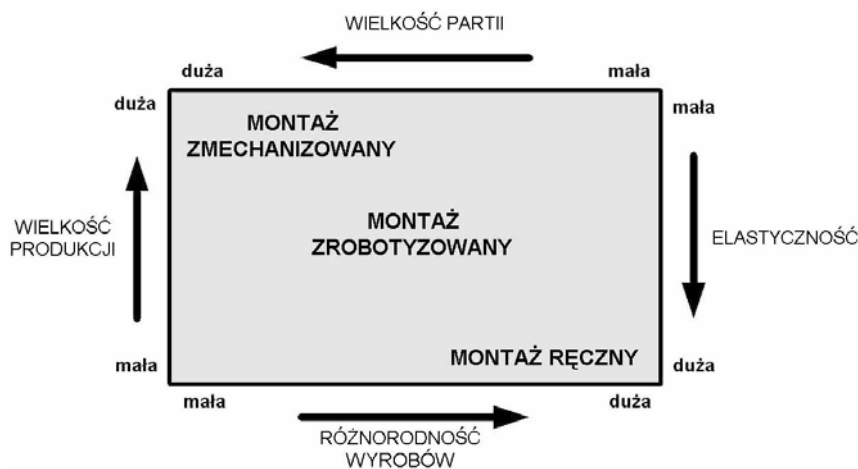 WIELKOŚĆ PARTII
duża
mała
duża
mała
MONTAŻ
ZMECHANIZOWANY
WIELKOŚĆ
PRODUKCJI
MONTAŻ
ZROBOTYZOWANY
ELASTYCZNOŚĆ
MONTAŻ RĘCZNY
mała
duża
mała
duża
RÓŻNORODNOŚĆ
WYROBÓW